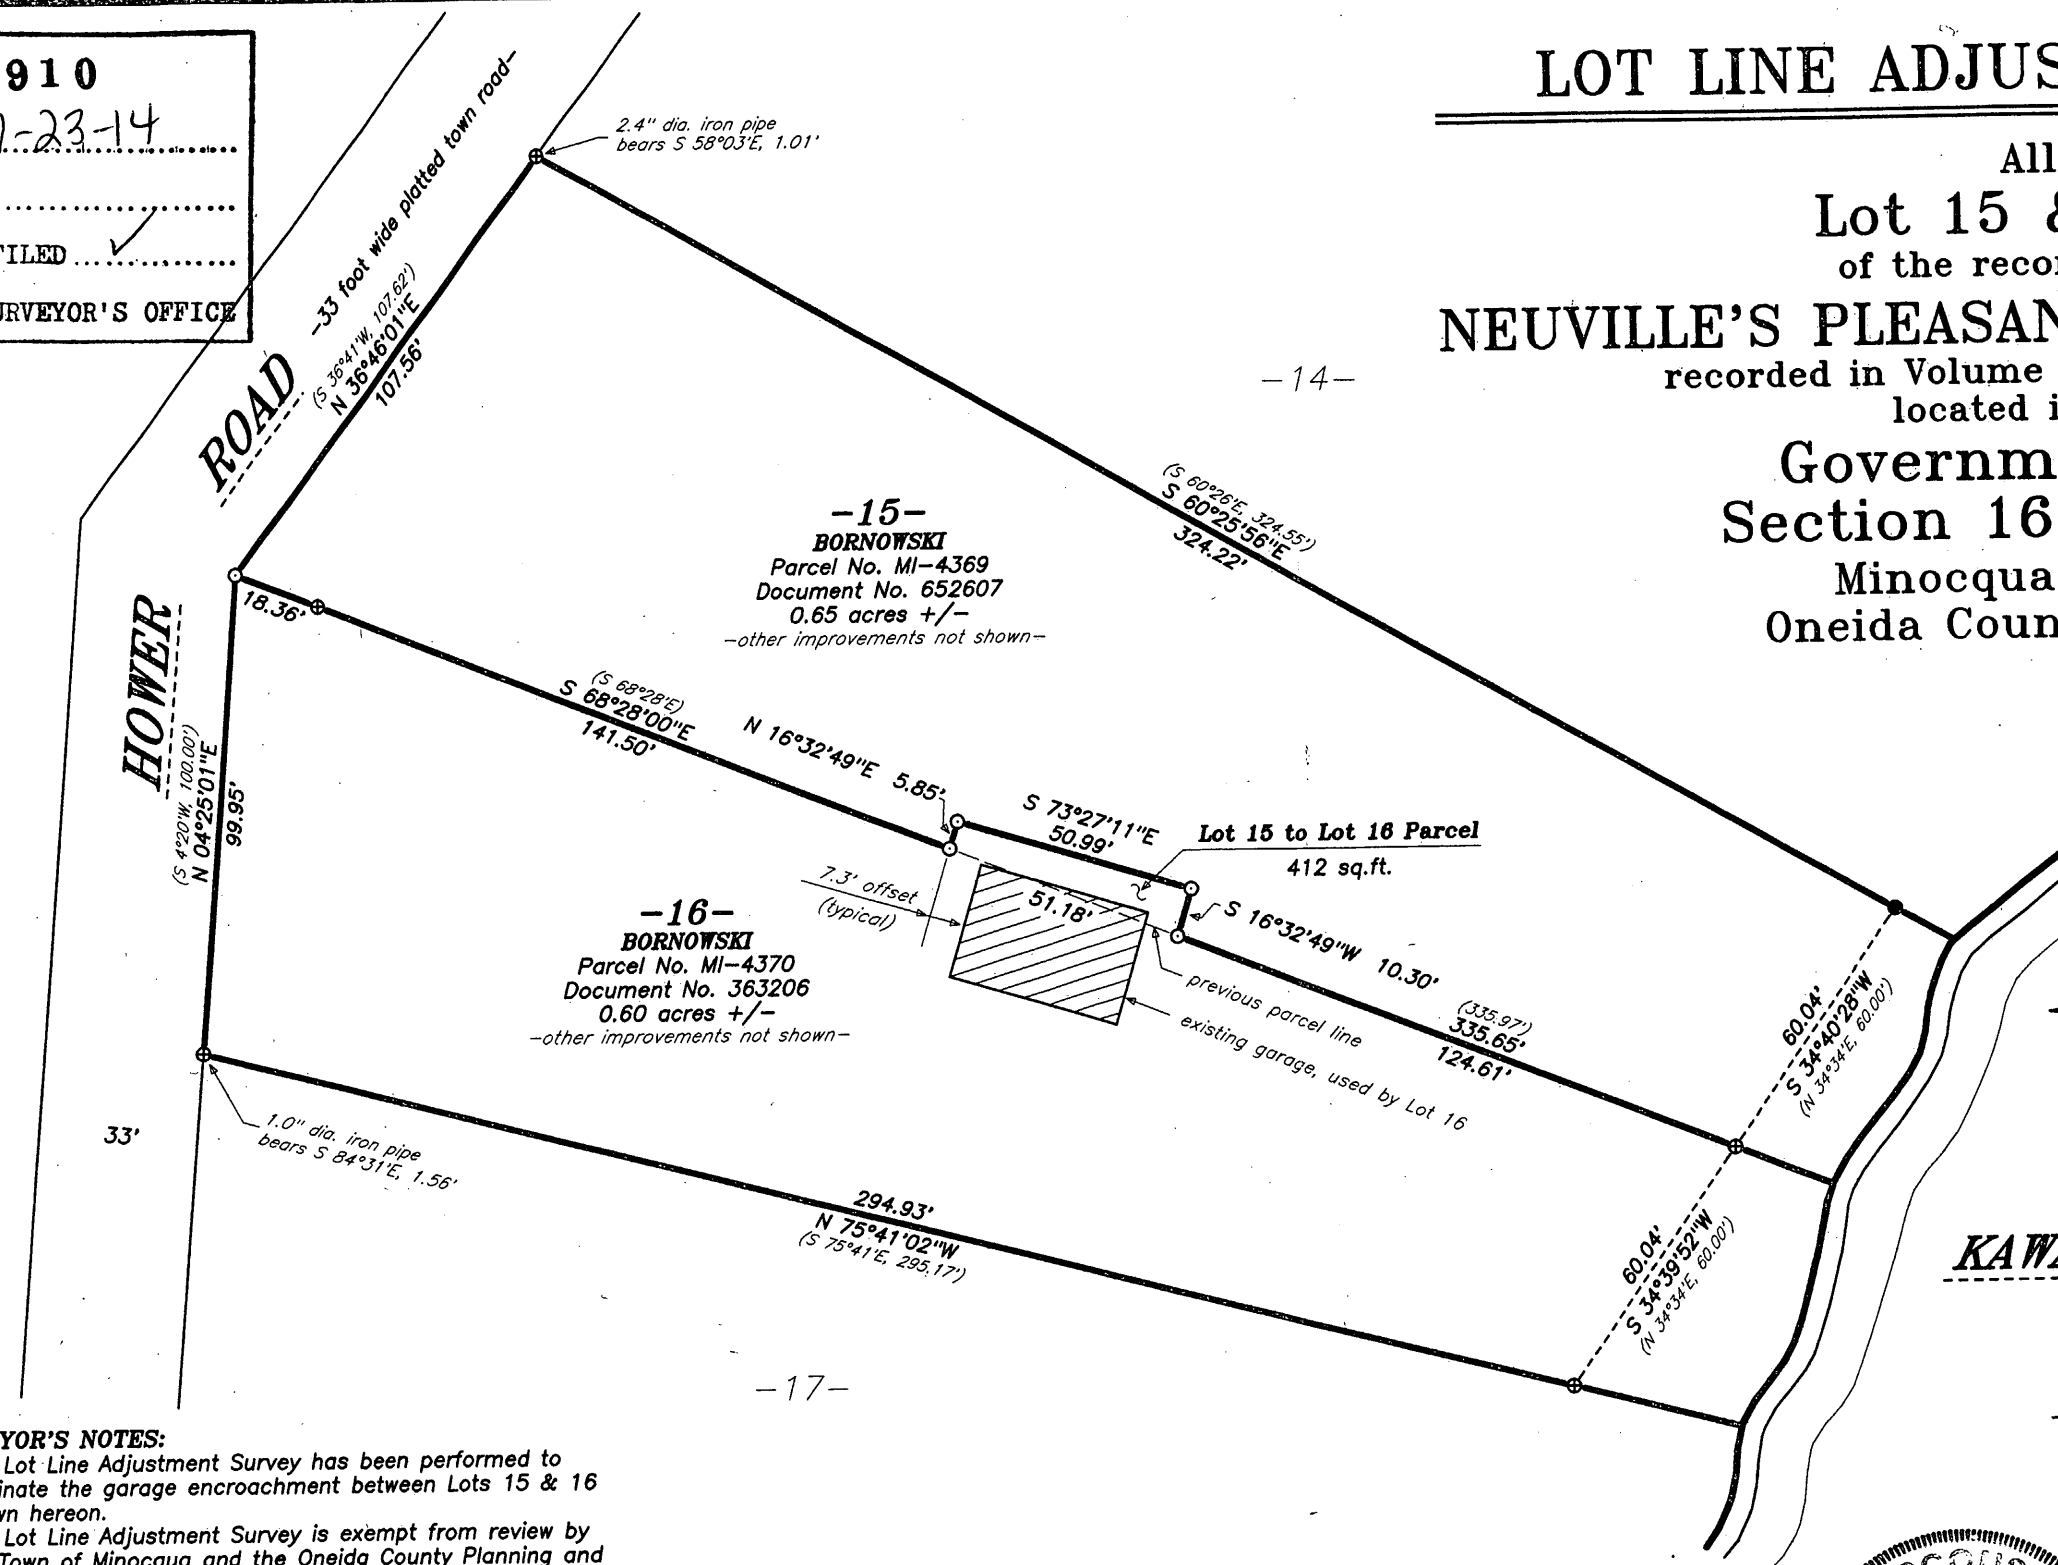 910
-23-14
FILED
SURVEYOR'S OFFICE
LOT LINE ADJUS
All
Lot 15 &
of the recor
NEUVILLE'S PLEASAN
recorded in Volume
located i
Governm
Section 16
Minocqua
Oneida Coun
2.4" dia. iron pipe
bears S 58°03'E, 1.01'
-33 foot wide platted town road-
(S 36°41"W, 107.62')
N 36°46'01"E
107.56'
HOWER ROAD
-14-
(S 60°26'E, 324.55')
S 60°25'56"E
324.22'
-15-
BORNOWSKI
Parcel No. MI-4369
Document No. 652607
0.65 acres +/-
-other improvements not shown-
18.36'
(S 68°28'E)
S 68°28'00"E
141.50'
N 16°32'49"E 5.85'
S 73°27'11"E
50.99'
Lot 15 to Lot 16 Parcel
412 sq.ft.
(S 4°20'W, 100.00')
N 04°25'01"E
99.95'
7.3' offset
(typical)
51.18'
S 16°32'49"W 10.30'
-16-
BORNOWSKI
Parcel No. MI-4370
Document No. 363206
0.60 acres +/-
-other improvements not shown-
previous parcel line
existing garage, used by Lot 16
(335.97')
335.65'
124.61'
60.04'
S 34°40'28"W
(N 34°34'E, 60.00')
33'
1.0" dia. iron pipe
bears S 84°31'E, 1.56'
294.93'
N 75°41'02"W
(S 75°41'E, 295.17')
60.04'
S 34°39'52"W
(N 34°34'E, 60.00')
KAWA
-17-
YOR'S NOTES:
Lot Line Adjustment Survey has been performed to
inate the garage encroachment between Lots 15 & 16
wn hereon.
Lot Line Adjustment Survey is exempt from review by
Town of Minocqua and the Oneida County Planning and